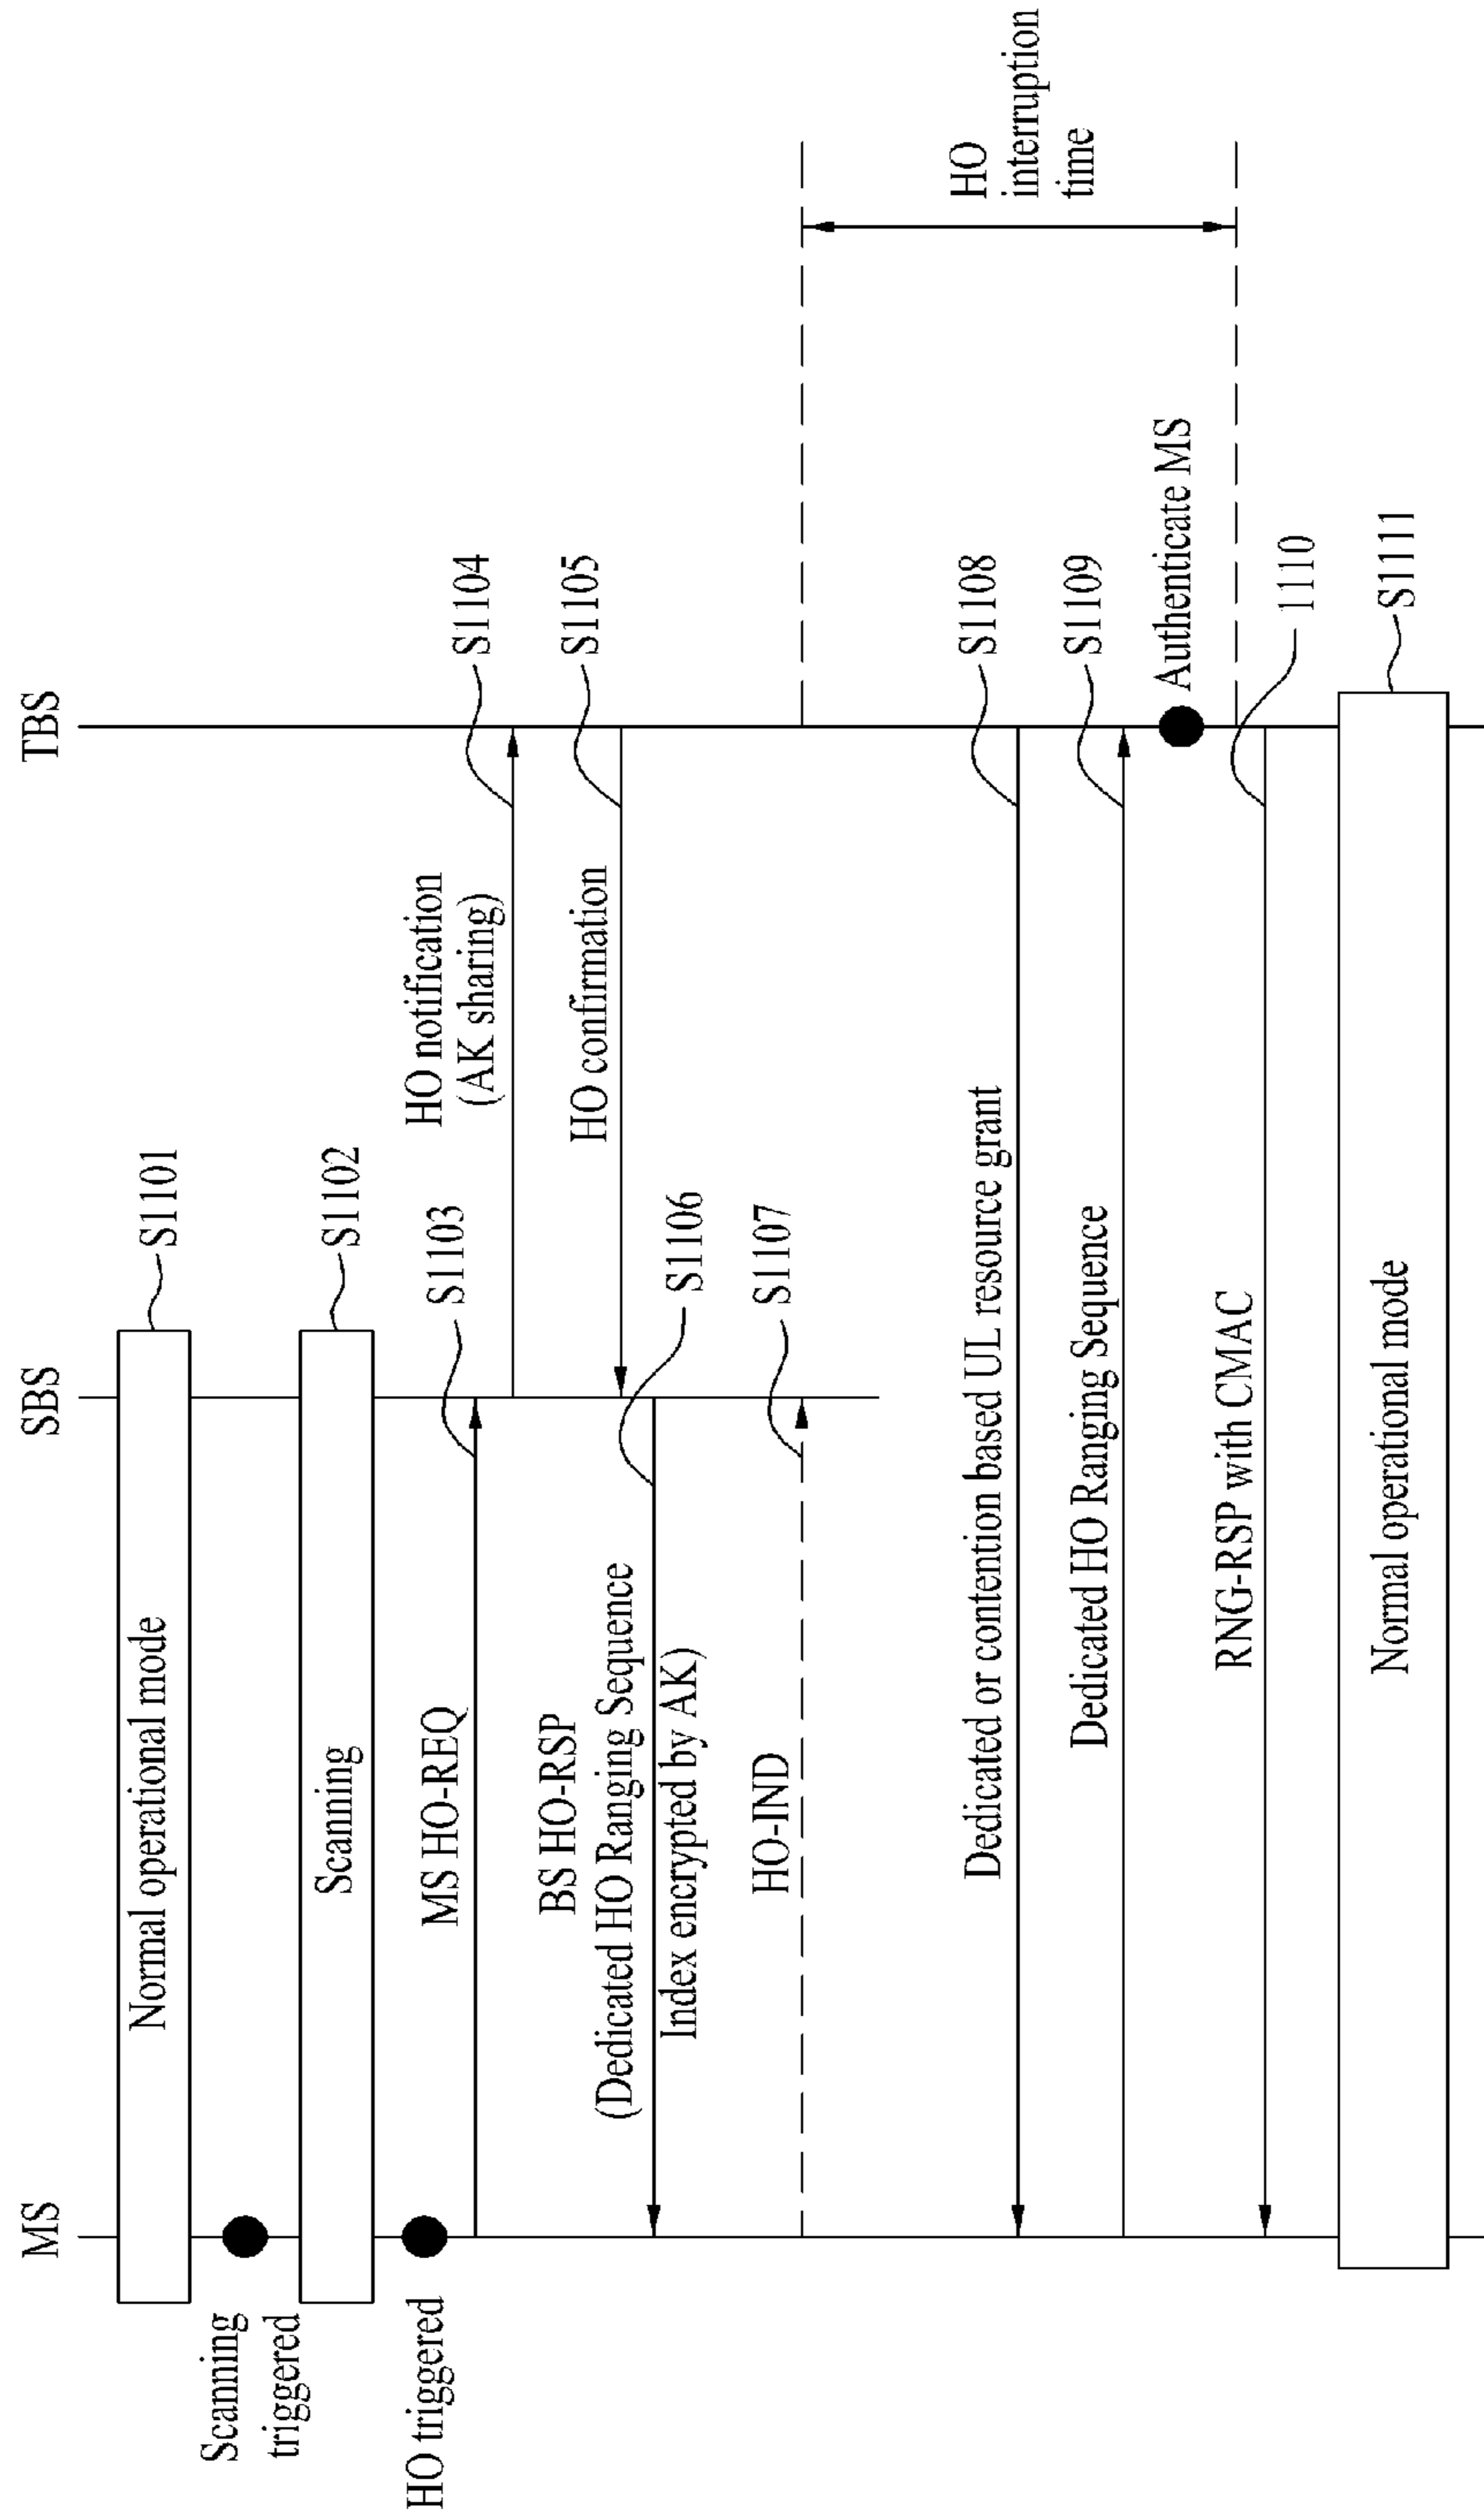 MS
SBS
TBS
Normal operational mode
S1101
Scanning
triggered
Scanning
S1102
HO triggered
MS HO-REQ
S1103
HO notification
(AK sharing)
S1104
HO confirmation
S1105
BS HO-RSP
(Dedicated HO Ranging Sequence
Index encrypted by AK)
S1106
HO-IND
S1107
HO
interruption
time
Dedicated or contention based UL resource grant
S1108
Dedicated HO Ranging Sequence
S1109
Authenticate MS
RNG-RSP with CMAC
1110
Normal operational mode
S1111